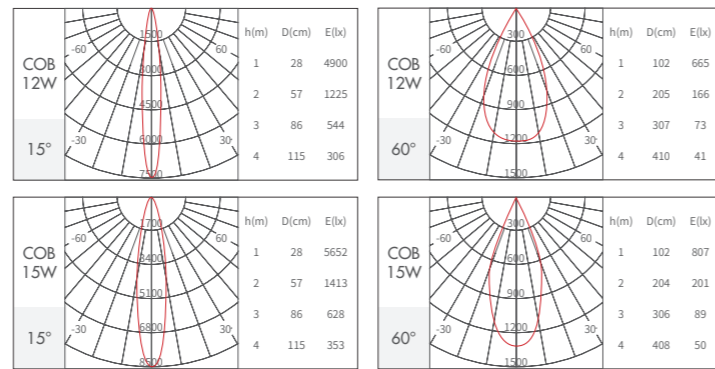 COB
12W
15°
1500
3000
4500
6000
7500
-60
60
-30
30
h(m) D(cm) E(lx)
1 28 4900
2 57 1225
3 86 544
4 115 306
COB
12W
60°
300
600
900
1200
1500
-60
60
-30
30
h(m) D(cm) E(lx)
1 102 665
2 205 166
3 307 73
4 410 41
COB
15W
15°
1700
3400
5100
6800
8500
-60
60
-30
30
h(m) D(cm) E(lx)
1 28 5652
2 57 1413
3 86 628
4 115 353
COB
15W
60°
300
600
900
1200
1500
-60
60
-30
30
h(m) D(cm) E(lx)
1 102 807
2 204 201
3 306 89
4 408 50